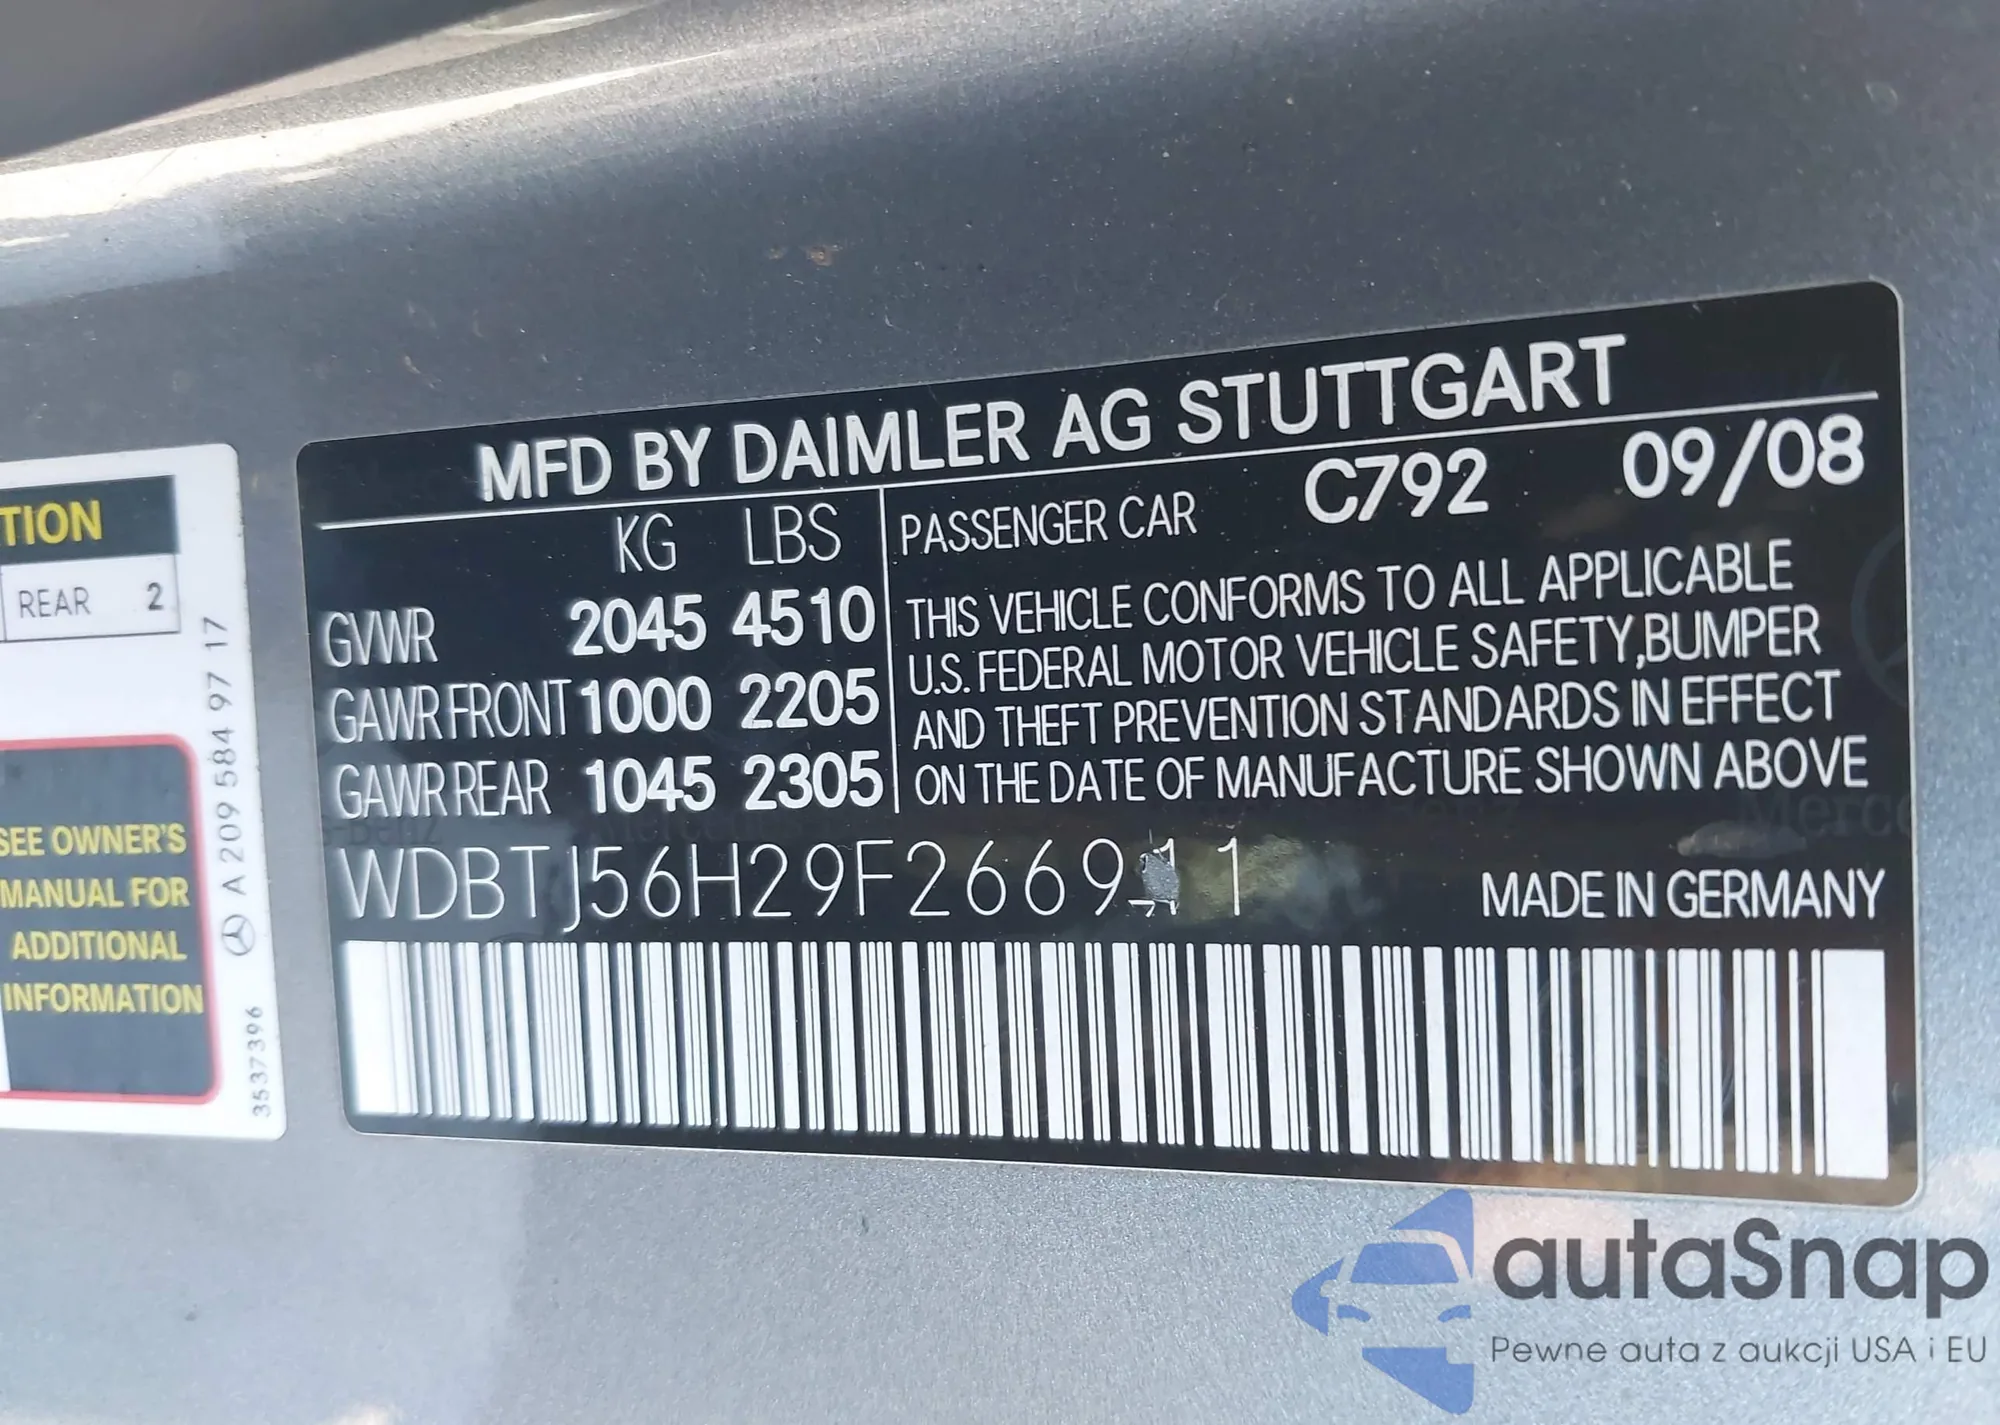 MFD BY DAIMLER AG STUTTGART
KG LBS
PASSENGER CAR C792 09/08
GVWR 2045 4510
GAWR FRONT 1000 2205
GAWR REAR 1045 2305
THIS VEHICLE CONFORMS TO ALL APPLICABLE
U.S. FEDERAL MOTOR VEHICLE SAFETY,BUMPER
AND THEFT PREVENTION STANDARDS IN EFFECT
ON THE DATE OF MANUFACTURE SHOWN ABOVE
WDBTJ56H29F266911
MADE IN GERMANY
TION
REAR 2
SEE OWNER'S
MANUAL FOR
ADDITIONAL
INFORMATION
A 209 584 97 17
3537396
autaSnap
Pewne auta z aukcji USA i EU